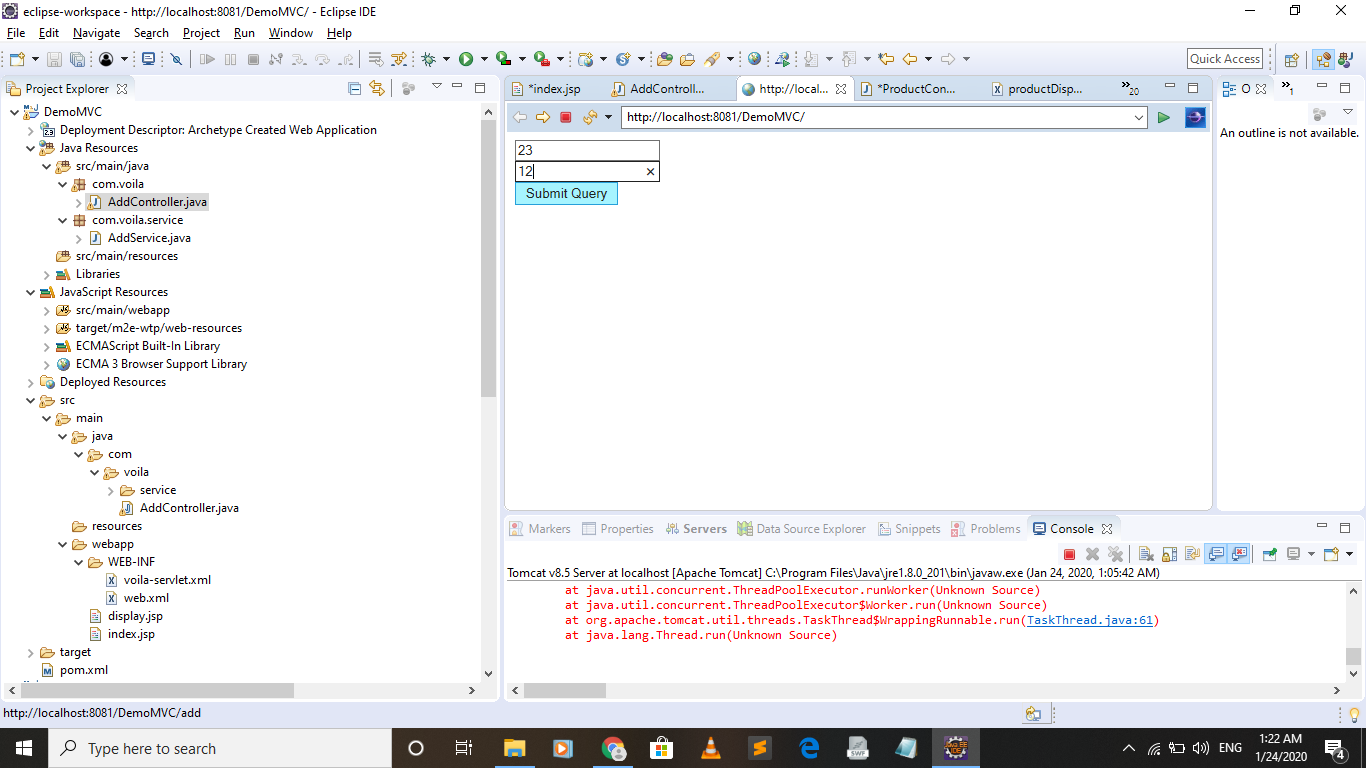 eclipse-workspace - http://localhost:8081/DemoMVC/ - Eclipse IDE
File Edit Navigate Search Project Run Window Help
Quick Access
Project Explorer
DemoMVC
Deployment Descriptor: Archetype Created Web Application
Java Resources
src/main/java
com.voila
AddController.java
com.voila.service
AddService.java
src/main/resources
Libraries
JavaScript Resources
src/main/webapp
target/m2e-wtp/web-resources
ECMAScript Built-In Library
ECMA 3 Browser Support Library
Deployed Resources
src
main
java
com
voila
service
AddController.java
resources
webapp
WEB-INF
voila-servlet.xml
web.xml
display.jsp
index.jsp
target
pom.xml
*index.jsp AddControll... http://local... *ProductCon... productDisp... »20
http://localhost:8081/DemoMVC/
23
12
Submit Query
O »1
An outline is not available.
Markers Properties Servers Data Source Explorer Snippets Problems Console
Tomcat v8.5 Server at localhost [Apache Tomcat] C:\Program Files\Java\jre1.8.0_201\bin\javaw.exe (Jan 24, 2020, 1:05:42 AM)
at java.util.concurrent.ThreadPoolExecutor.runWorker(Unknown Source)
at java.util.concurrent.ThreadPoolExecutor$Worker.run(Unknown Source)
at org.apache.tomcat.util.threads.TaskThread$WrappingRunnable.run(TaskThread.java:61)
at java.lang.Thread.run(Unknown Source)
http://localhost:8081/DemoMVC/add
Type here to search
ENG
1:22 AM
1/24/2020
4